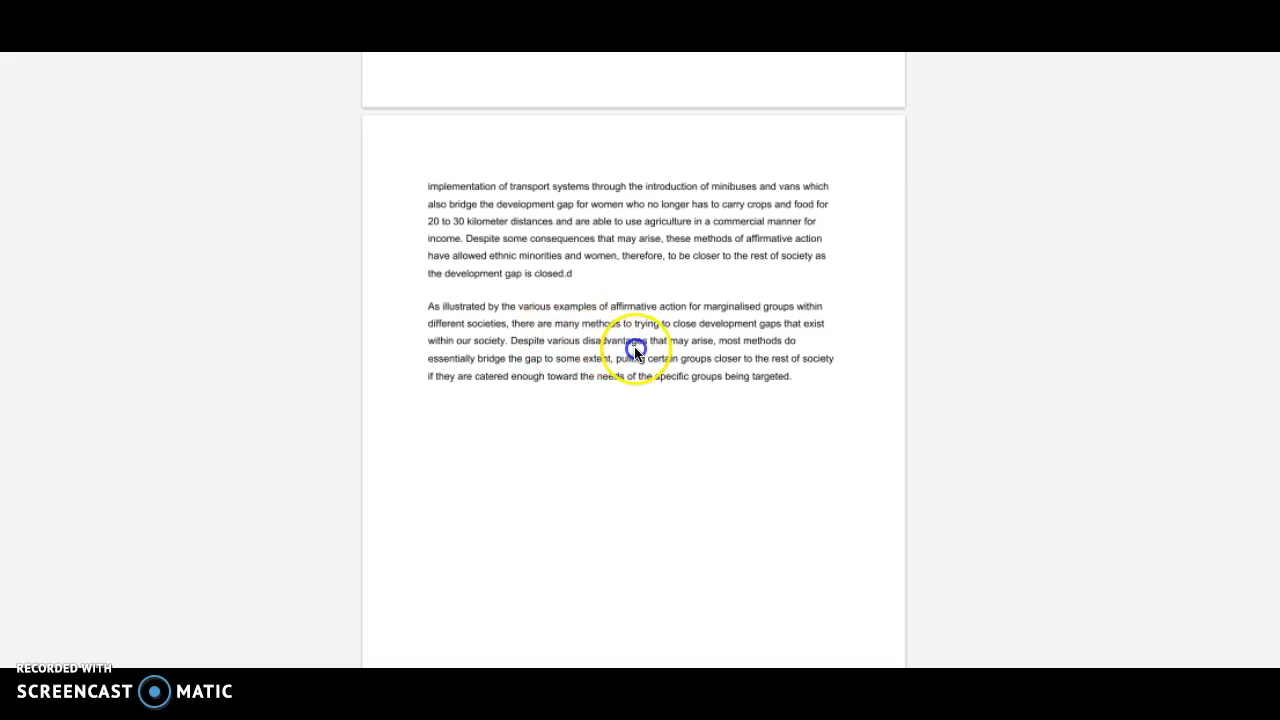 implementation of transport systems through the introduction of minibuses and vans which
also bridge the development gap for women who no longer has to carry crops and food for
20 to 30 kilometer distances and are able to use agriculture in a commercial manner for
income. Despite some consequences that may arise, these methods of affirmative action
have allowed ethnic minorities and women, therefore, to be closer to the rest of society as
the development gap is closed.d
As illustrated by the various examples of affirmative action for marginalised groups within
different societies, there are many methods to trying to close development gaps that exist
within our society. Despite various disadvantages that may arise, most methods do
essentially bridge the gap to some extent, certain groups closer to the rest of society
if they are catered enough toward the needs of the specific groups being targeted.
RECORDED WITH
SCREENCAST MATIC